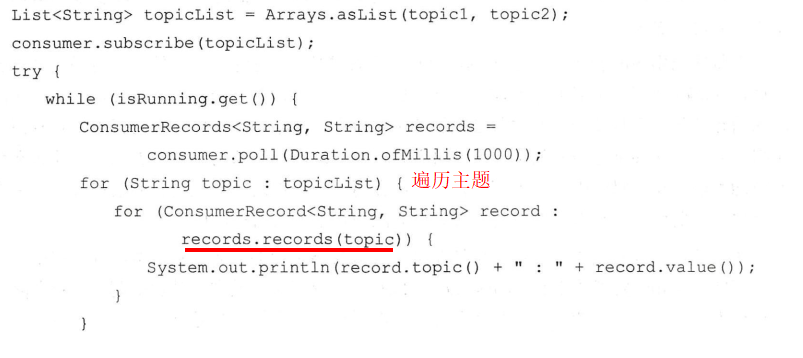 List<String> topicList = Arrays.asList(topic1, topic2);
consumer.subscribe(topicList);
try {
while (isRunning.get()) {
ConsumerRecords<String, String> records =
consumer.poll(Duration.ofMillis(1000));
for (String topic : topicList) { 遍历主题
for (ConsumerRecord<String, String> record :
records.records(topic)) {
System.out.println(record.topic() + " : " + record.value());
}
}